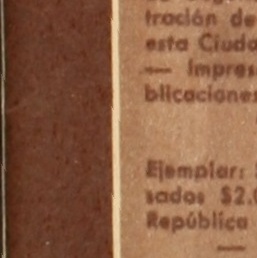 tración de
esta Ciuda
— Impres
blicaciones
Ejemplar: $
sados $2.
República
—